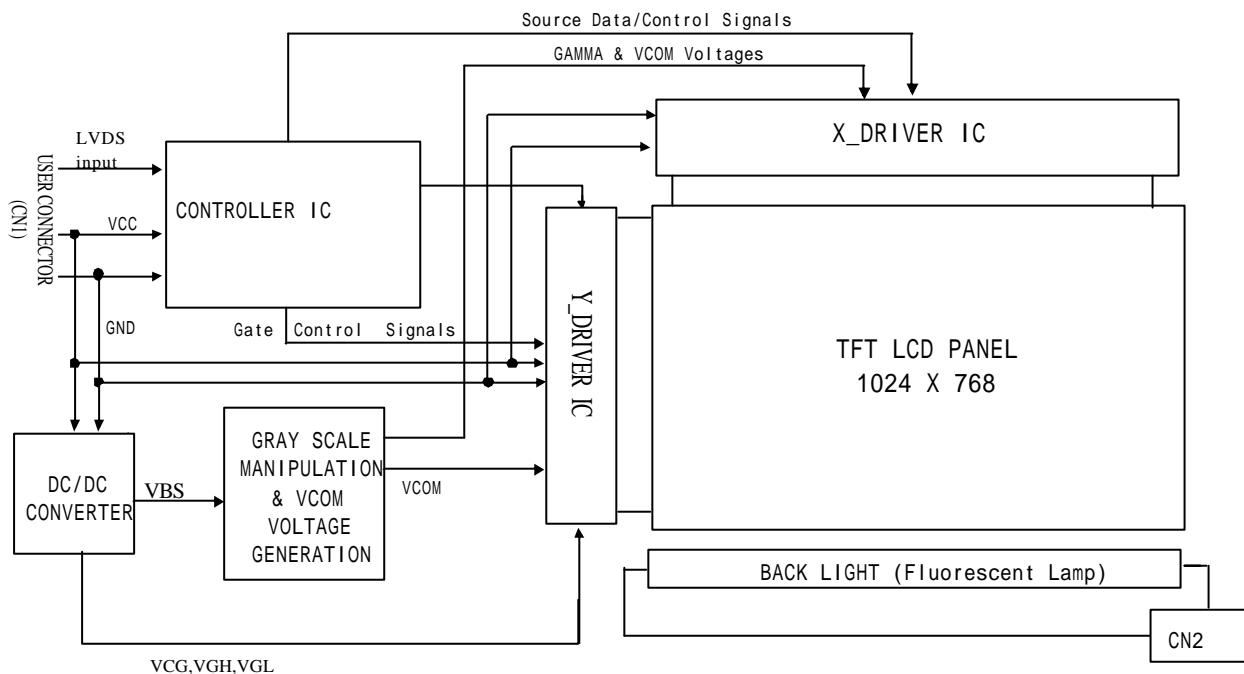 Source Data/Control Signals
GAMMA & VCOM Voltages
X_DRIVER IC
LVDS
input
USER CONNECTOR
(CN1)
CONTROLLER IC
VCC
GND
Gate Control Signals
Y_DRIVER IC
TFT LCD PANEL
1024 X 768
GRAY SCALE
MANIPULATION
& VCOM
VOLTAGE
GENERATION
DC/DC
CONVERTER
VBS
VCOM
BACK LIGHT (Fluorescent Lamp)
CN2
VCG,VGH,VGL